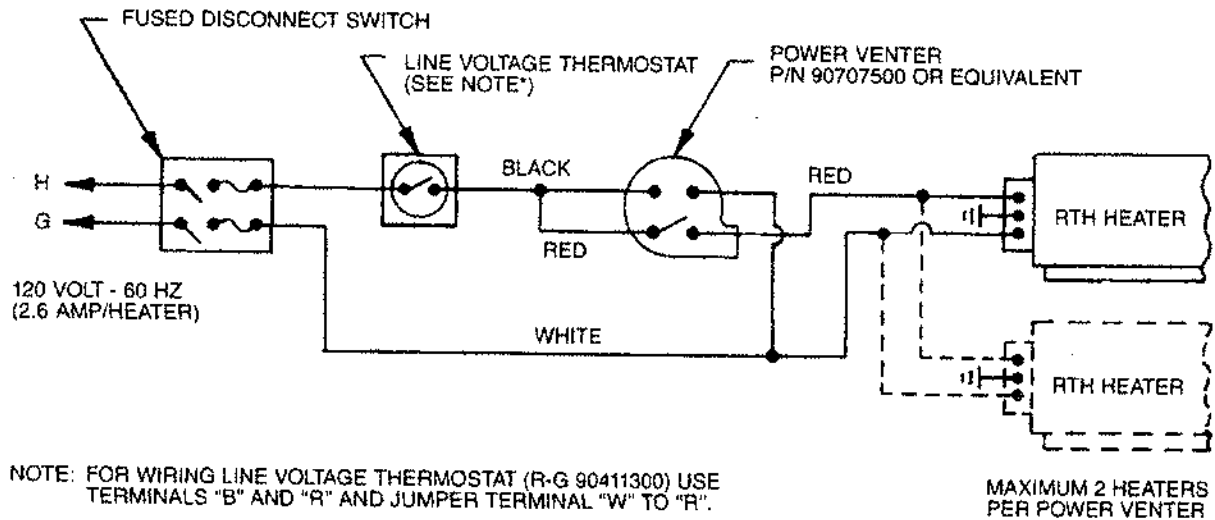 FUSED DISCONNECT SWITCH
LINE VOLTAGE THERMOSTAT
(SEE NOTE*)
POWER VENTER
P/N 90707500 OR EQUIVALENT
H
G
BLACK
RED
RED
RTH HEATER
120 VOLT - 60 HZ
(2.6 AMP/HEATER)
WHITE
RTH HEATER
NOTE: FOR WIRING LINE VOLTAGE THERMOSTAT (R-G 90411300) USE
TERMINALS "B" AND "R" AND JUMPER TERMINAL "W" TO "R".
MAXIMUM 2 HEATERS
PER POWER VENTER